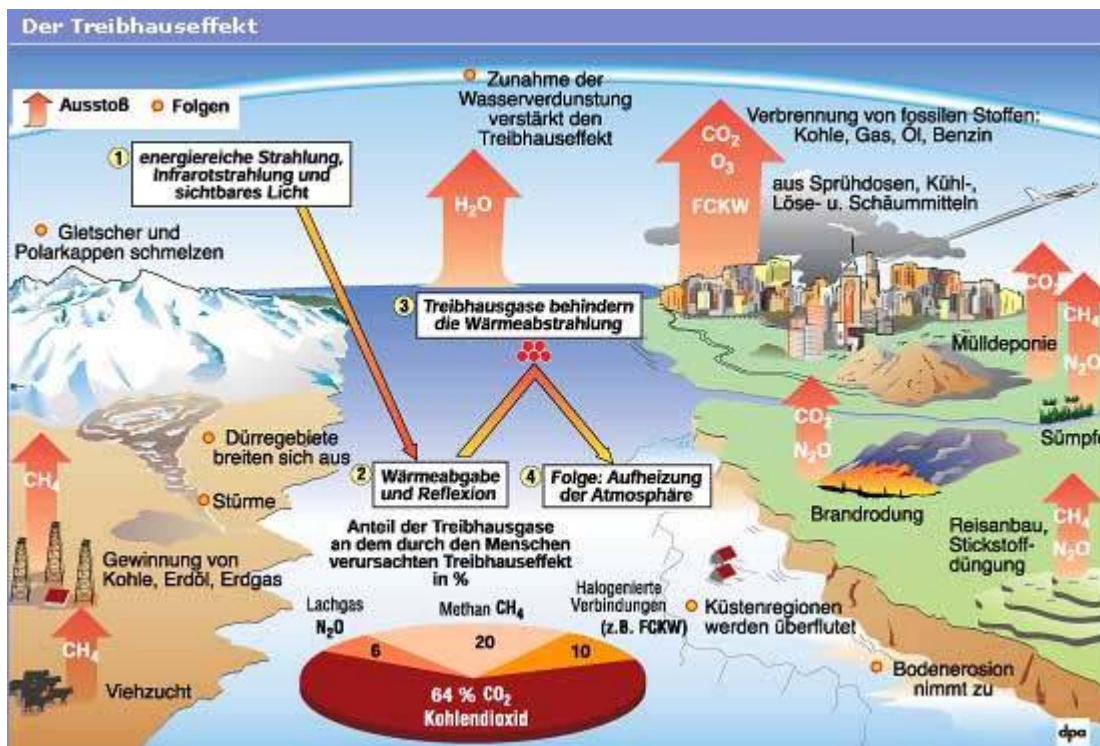 Der Treibhauseffekt
Ausstoß
Folgen
Zunahme der
Wasserverdunstung
verstärkt den
Treibhauseffekt
CO₂
O₃
FCKW
Verbrennung von fossilen Stoffen:
Kohle, Gas, Öl, Benzin
aus Sprühdosen, Kühl-,
Löse- u. Schäummitteln
1
energiereiche Strahlung,
Infrarotstrahlung und
sichtbares Licht
H₂O
Gletscher und
Polarkappen schmelzen
3
Treibhausgase behindern
die Wärmeabstrahlung
CO₂
CH₄
N₂O
Mülldeponie
Sümpfe
CO₂
N₂O
Brandrodung
Dürregebiete
breiten sich aus
Stürme
CH₄
Gewinnung von
Kohle, Erdöl, Erdgas
2
Wärmeabgabe
und Reflexion
4
Folge: Aufheizung
der Atmosphäre
CH₄
N₂O
Reisanbau,
Stickstoff-
düngung
Anteil der Treibhausgase
an dem durch den Menschen
verursachten Treibhauseffekt
in %
Lachgas
N₂O
Methan CH₄
Halogenierte
Verbindungen
(z.B. FCKW)
6
20
10
64 % CO₂
Kohlendioxid
Küstenregionen
werden überflutet
Bodenerosion
nimmt zu
CH₄
Viehzucht
dpa